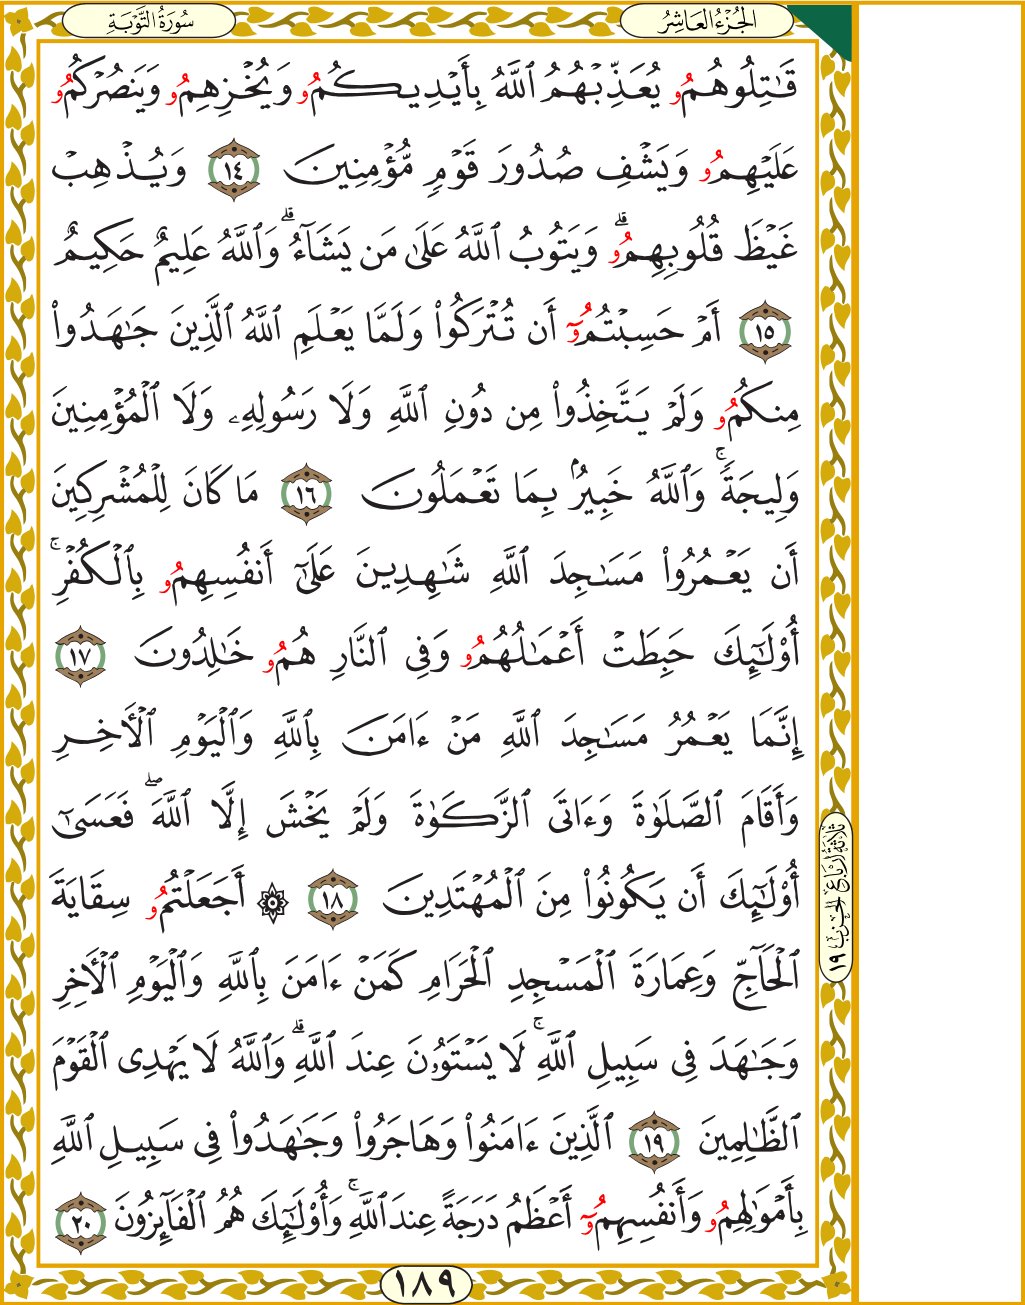 سُورَةُ التَّوْبَةِ
الجُزْءُ العَاشِرُ
قَٰتِلُوهُمُۥ يُعَذِّبْهُمُ ٱللَّهُ بِأَيْدِيكُمُۥ وَيُخْزِهِمُۥ وَيَنصُرْكُمُۥ
عَلَيْهِمُۥ وَيَشْفِ صُدُورَ قَوْمٍ مُّؤْمِنِينَ ١٤ وَيُذْهِبْ
غَيْظَ قُلُوبِهِمُۥۗ وَيَتُوبُ ٱللَّهُ عَلَىٰ مَن يَشَآءُۗ وَٱللَّهُ عَلِيمٌ حَكِيمٌ
١٥ أَمْ حَسِبْتُمُۥٓ أَن تُتْرَكُوا۟ وَلَمَّا يَعْلَمِ ٱللَّهُ ٱلَّذِينَ جَٰهَدُوا۟
مِنكُمُۥ وَلَمْ يَتَّخِذُوا۟ مِن دُونِ ٱللَّهِ وَلَا رَسُولِهِۦ وَلَا ٱلْمُؤْمِنِينَ
وَلِيجَةًۚ وَٱللَّهُ خَبِيرٌۢ بِمَا تَعْمَلُونَ ١٦ مَا كَانَ لِلْمُشْرِكِينَ
أَن يَعْمُرُوا۟ مَسَٰجِدَ ٱللَّهِ شَٰهِدِينَ عَلَىٰٓ أَنفُسِهِمُۥ بِٱلْكُفْرِۚ
أُو۟لَٰٓئِكَ حَبِطَتْ أَعْمَٰلُهُمُۥ وَفِى ٱلنَّارِ هُمُۥ خَٰلِدُونَ ١٧
إِنَّمَا يَعْمُرُ مَسَٰجِدَ ٱللَّهِ مَنْ ءَامَنَ بِٱللَّهِ وَٱلْيَوْمِ ٱلْأَخِرِ
وَأَقَامَ ٱلصَّلَوٰةَ وَءَاتَى ٱلزَّكَوٰةَ وَلَمْ يَخْشَ إِلَّا ٱللَّهَۖ فَعَسَىٰٓ
أُو۟لَٰٓئِكَ أَن يَكُونُوا۟ مِنَ ٱلْمُهْتَدِينَ ١٨ ۞ أَجَعَلْتُمُۥ سِقَايَةَ
ٱلْحَآجِّ وَعِمَارَةَ ٱلْمَسْجِدِ ٱلْحَرَامِ كَمَنْ ءَامَنَ بِٱللَّهِ وَٱلْيَوْمِ ٱلْأَخِرِ
وَجَٰهَدَ فِى سَبِيلِ ٱللَّهِۚ لَا يَسْتَوُۥنَ عِندَ ٱللَّهِۗ وَٱللَّهُ لَا يَهْدِى ٱلْقَوْمَ
ٱلظَّٰلِمِينَ ١٩ ٱلَّذِينَ ءَامَنُوا۟ وَهَاجَرُوا۟ وَجَٰهَدُوا۟ فِى سَبِيلِ ٱللَّهِ
بِأَمْوَٰلِهِمُۥ وَأَنفُسِهِمُۥٓ أَعْظَمُ دَرَجَةً عِندَ ٱللَّهِۚ وَأُو۟لَٰٓئِكَ هُمُ ٱلْفَآئِزُونَ ٢٠
ثَلَاثَةُ أَرْبَاعِ الحِزْبِ ١٩
١٨٩